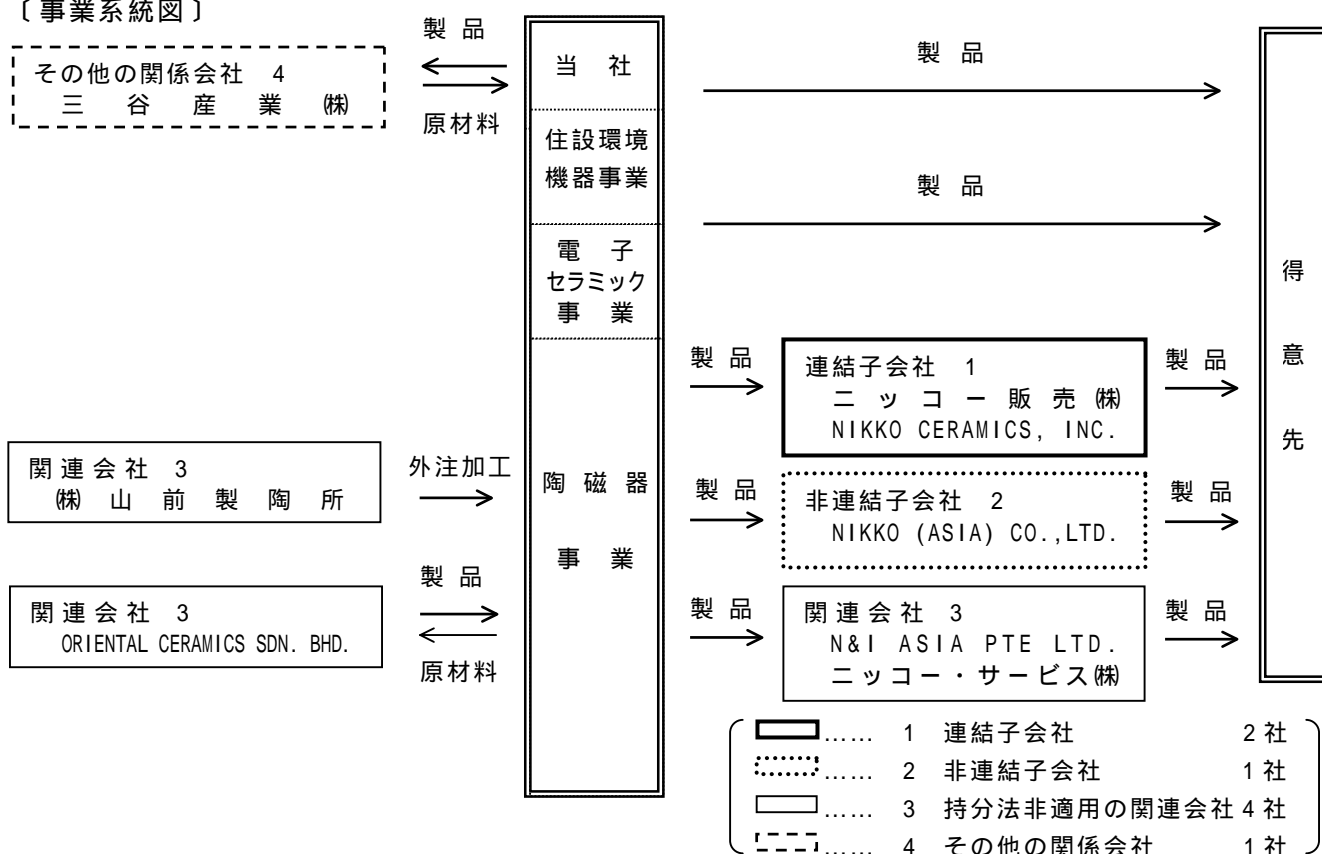 〔事業系統図〕
その他の関係会社 4
三谷産業㈱
製品
原材料
当社
住設環境
機器事業
電子
セラミック
事業
陶磁器
事業
製品
製品
関連会社 3
㈱山前製陶所
外注加工
関連会社 3
ORIENTAL CERAMICS SDN. BHD.
製品
原材料
製品
連結子会社 1
ニッコー販売㈱
NIKKO CERAMICS, INC.
製品
製品
非連結子会社 2
NIKKO (ASIA) CO.,LTD.
製品
製品
関連会社 3
N&I ASIA PTE LTD.
ニッコー・サービス㈱
製品
得意先
…… 1 連結子会社 2社
…… 2 非連結子会社 1社
…… 3 持分法非適用の関連会社 4社
…… 4 その他の関係会社 1社